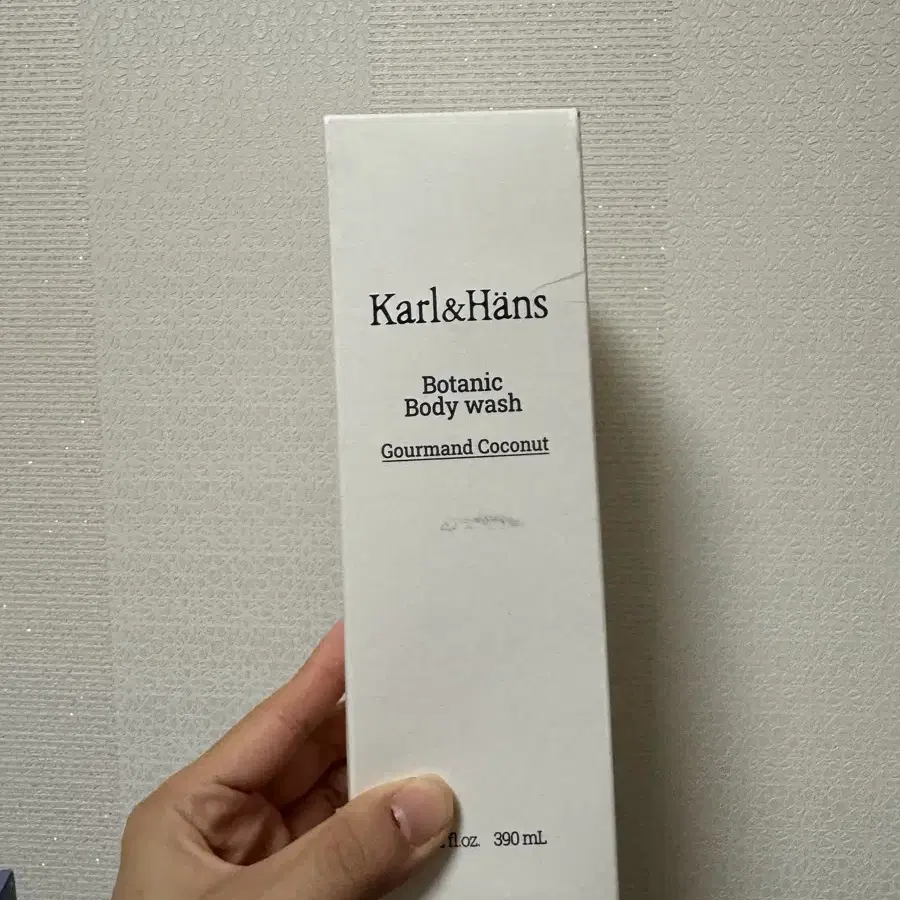 Karl&Häns
Botanic
Body wash
Gourmand Coconut
fl.oz. 390 mL